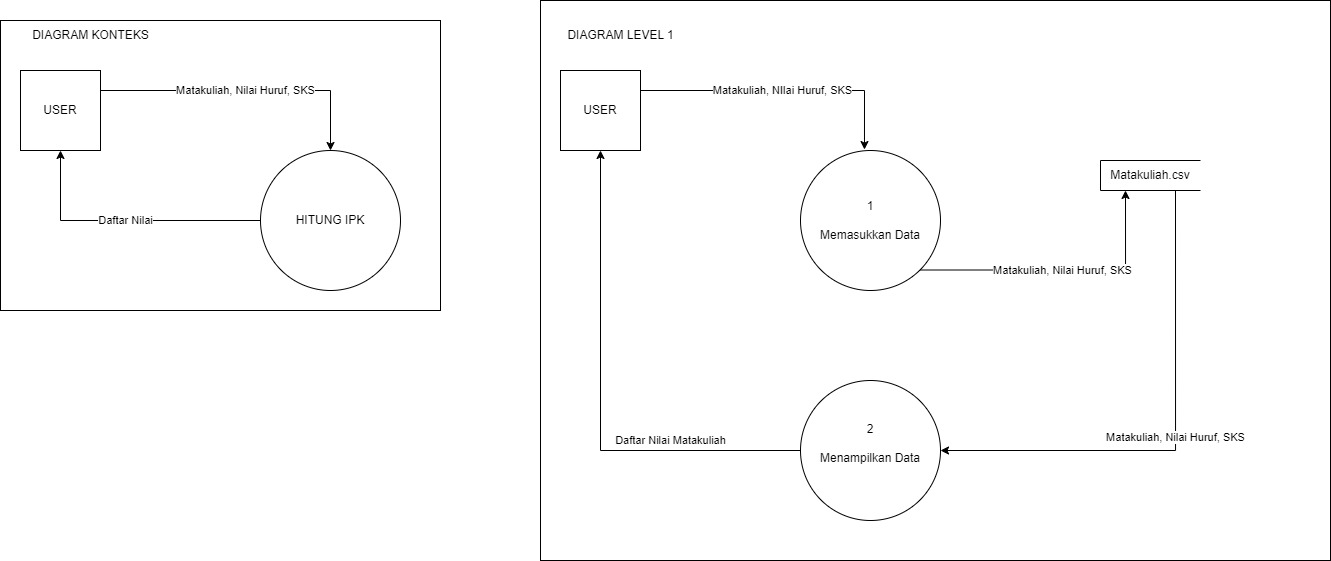 DIAGRAM KONTEKS
USER
Matakuliah, Nilai Huruf, SKS
HITUNG IPK
Daftar Nilai
DIAGRAM LEVEL 1
USER
Matakuliah, NIlai Huruf, SKS
1
Memasukkan Data
Matakuliah.csv
Matakuliah, Nilai Huruf, SKS
2
Menampilkan Data
Daftar Nilai Matakuliah
Matakuliah, Nilai Huruf, SKS